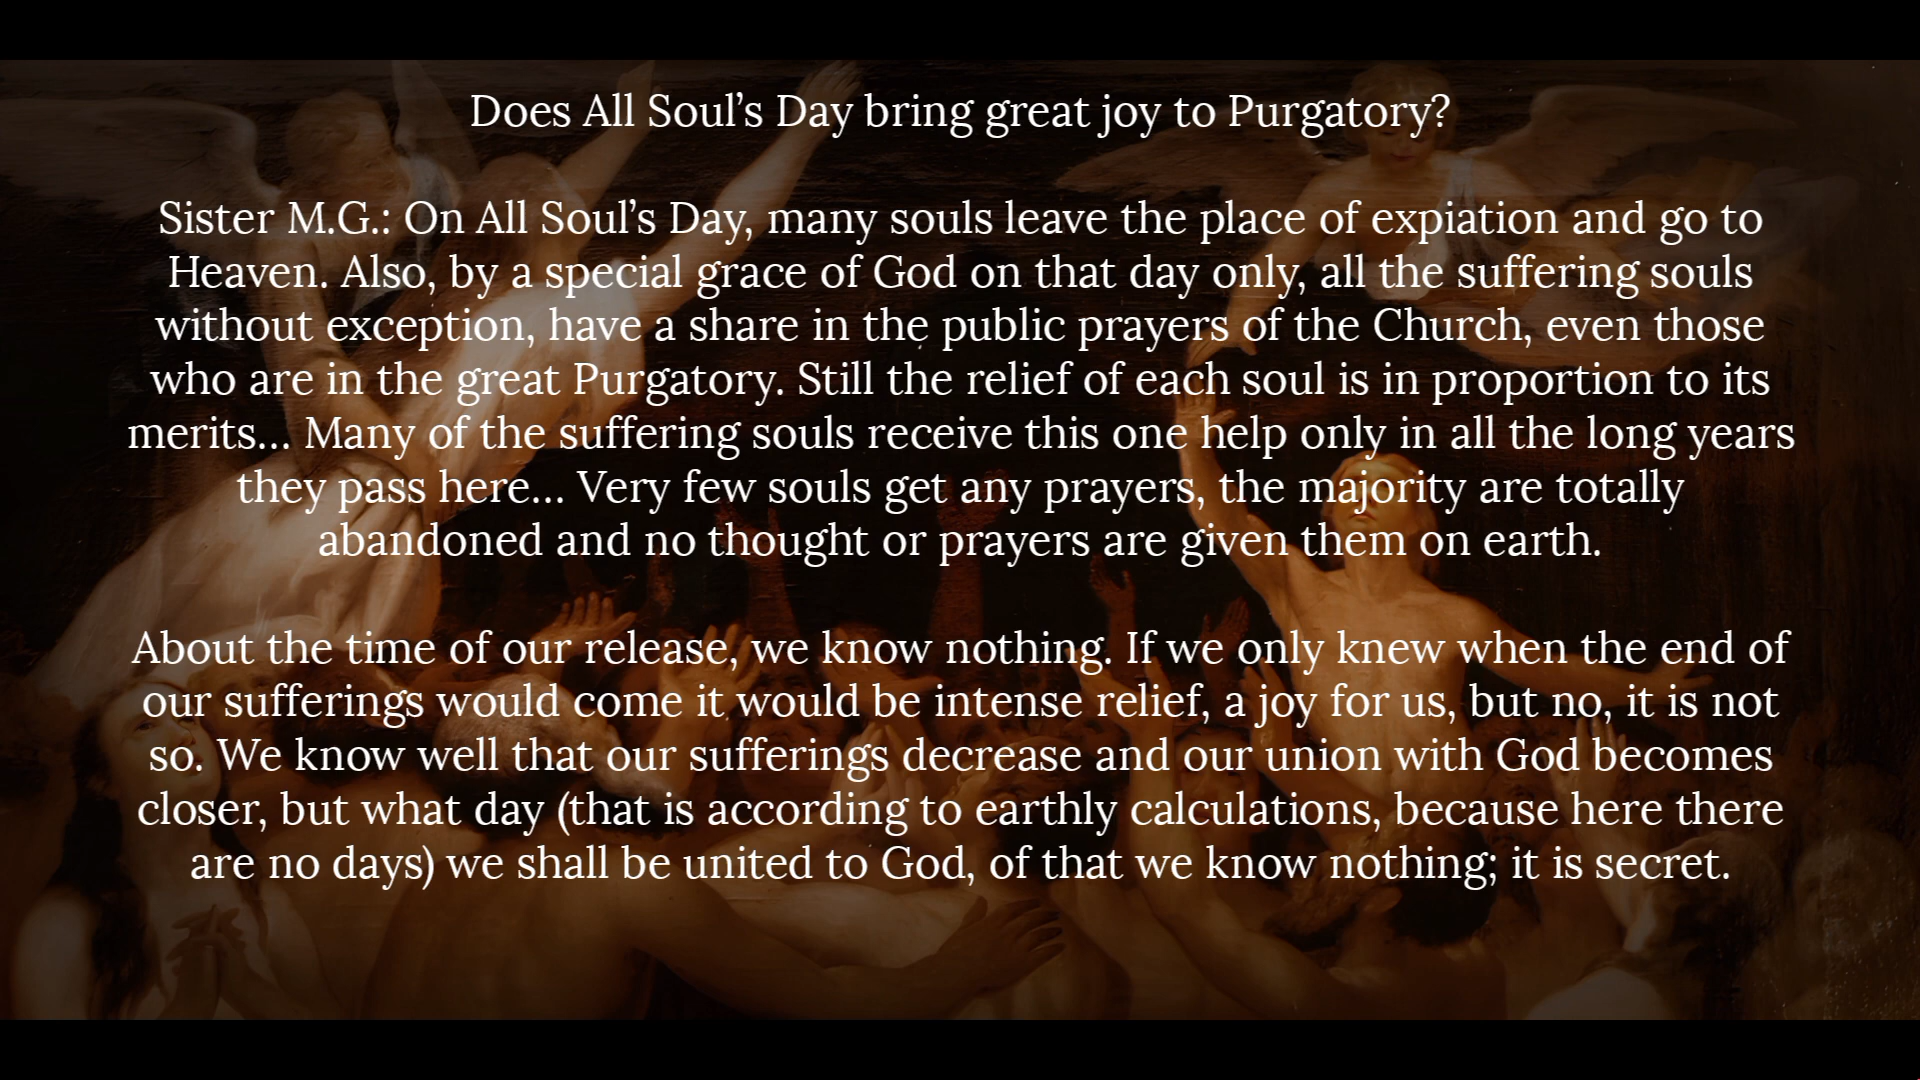 Does All Soul’s Day bring great joy to Purgatory?
Sister M.G.: On All Soul’s Day, many souls leave the place of expiation and go to
Heaven. Also, by a special grace of God on that day only, all the suffering souls
without exception, have a share in the public prayers of the Church, even those
who are in the great Purgatory. Still the relief of each soul is in proportion to its
merits... Many of the suffering souls receive this one help only in all the long years
they pass here... Very few souls get any prayers, the majority are totally
abandoned and no thought or prayers are given them on earth.
About the time of our release, we know nothing. If we only knew when the end of
our sufferings would come it would be intense relief, a joy for us, but no, it is not
so. We know well that our sufferings decrease and our union with God becomes
closer, but what day (that is according to earthly calculations, because here there
are no days) we shall be united to God, of that we know nothing; it is secret.